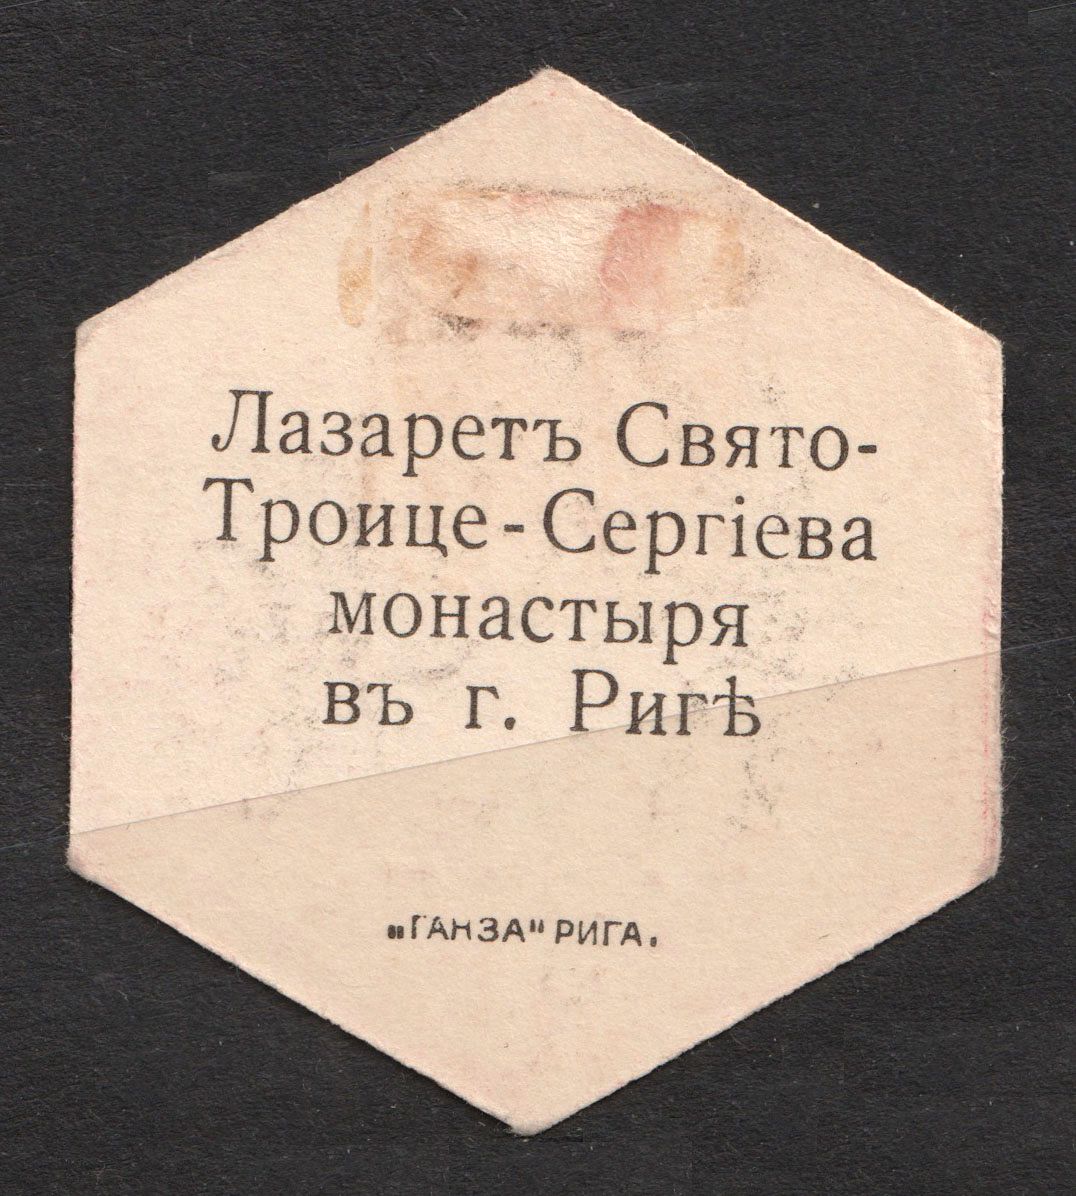 Лазаретъ Свято-
Троице-Сергіева
монастыря
въ г. Ригѣ
„ГАНЗА" РИГА.